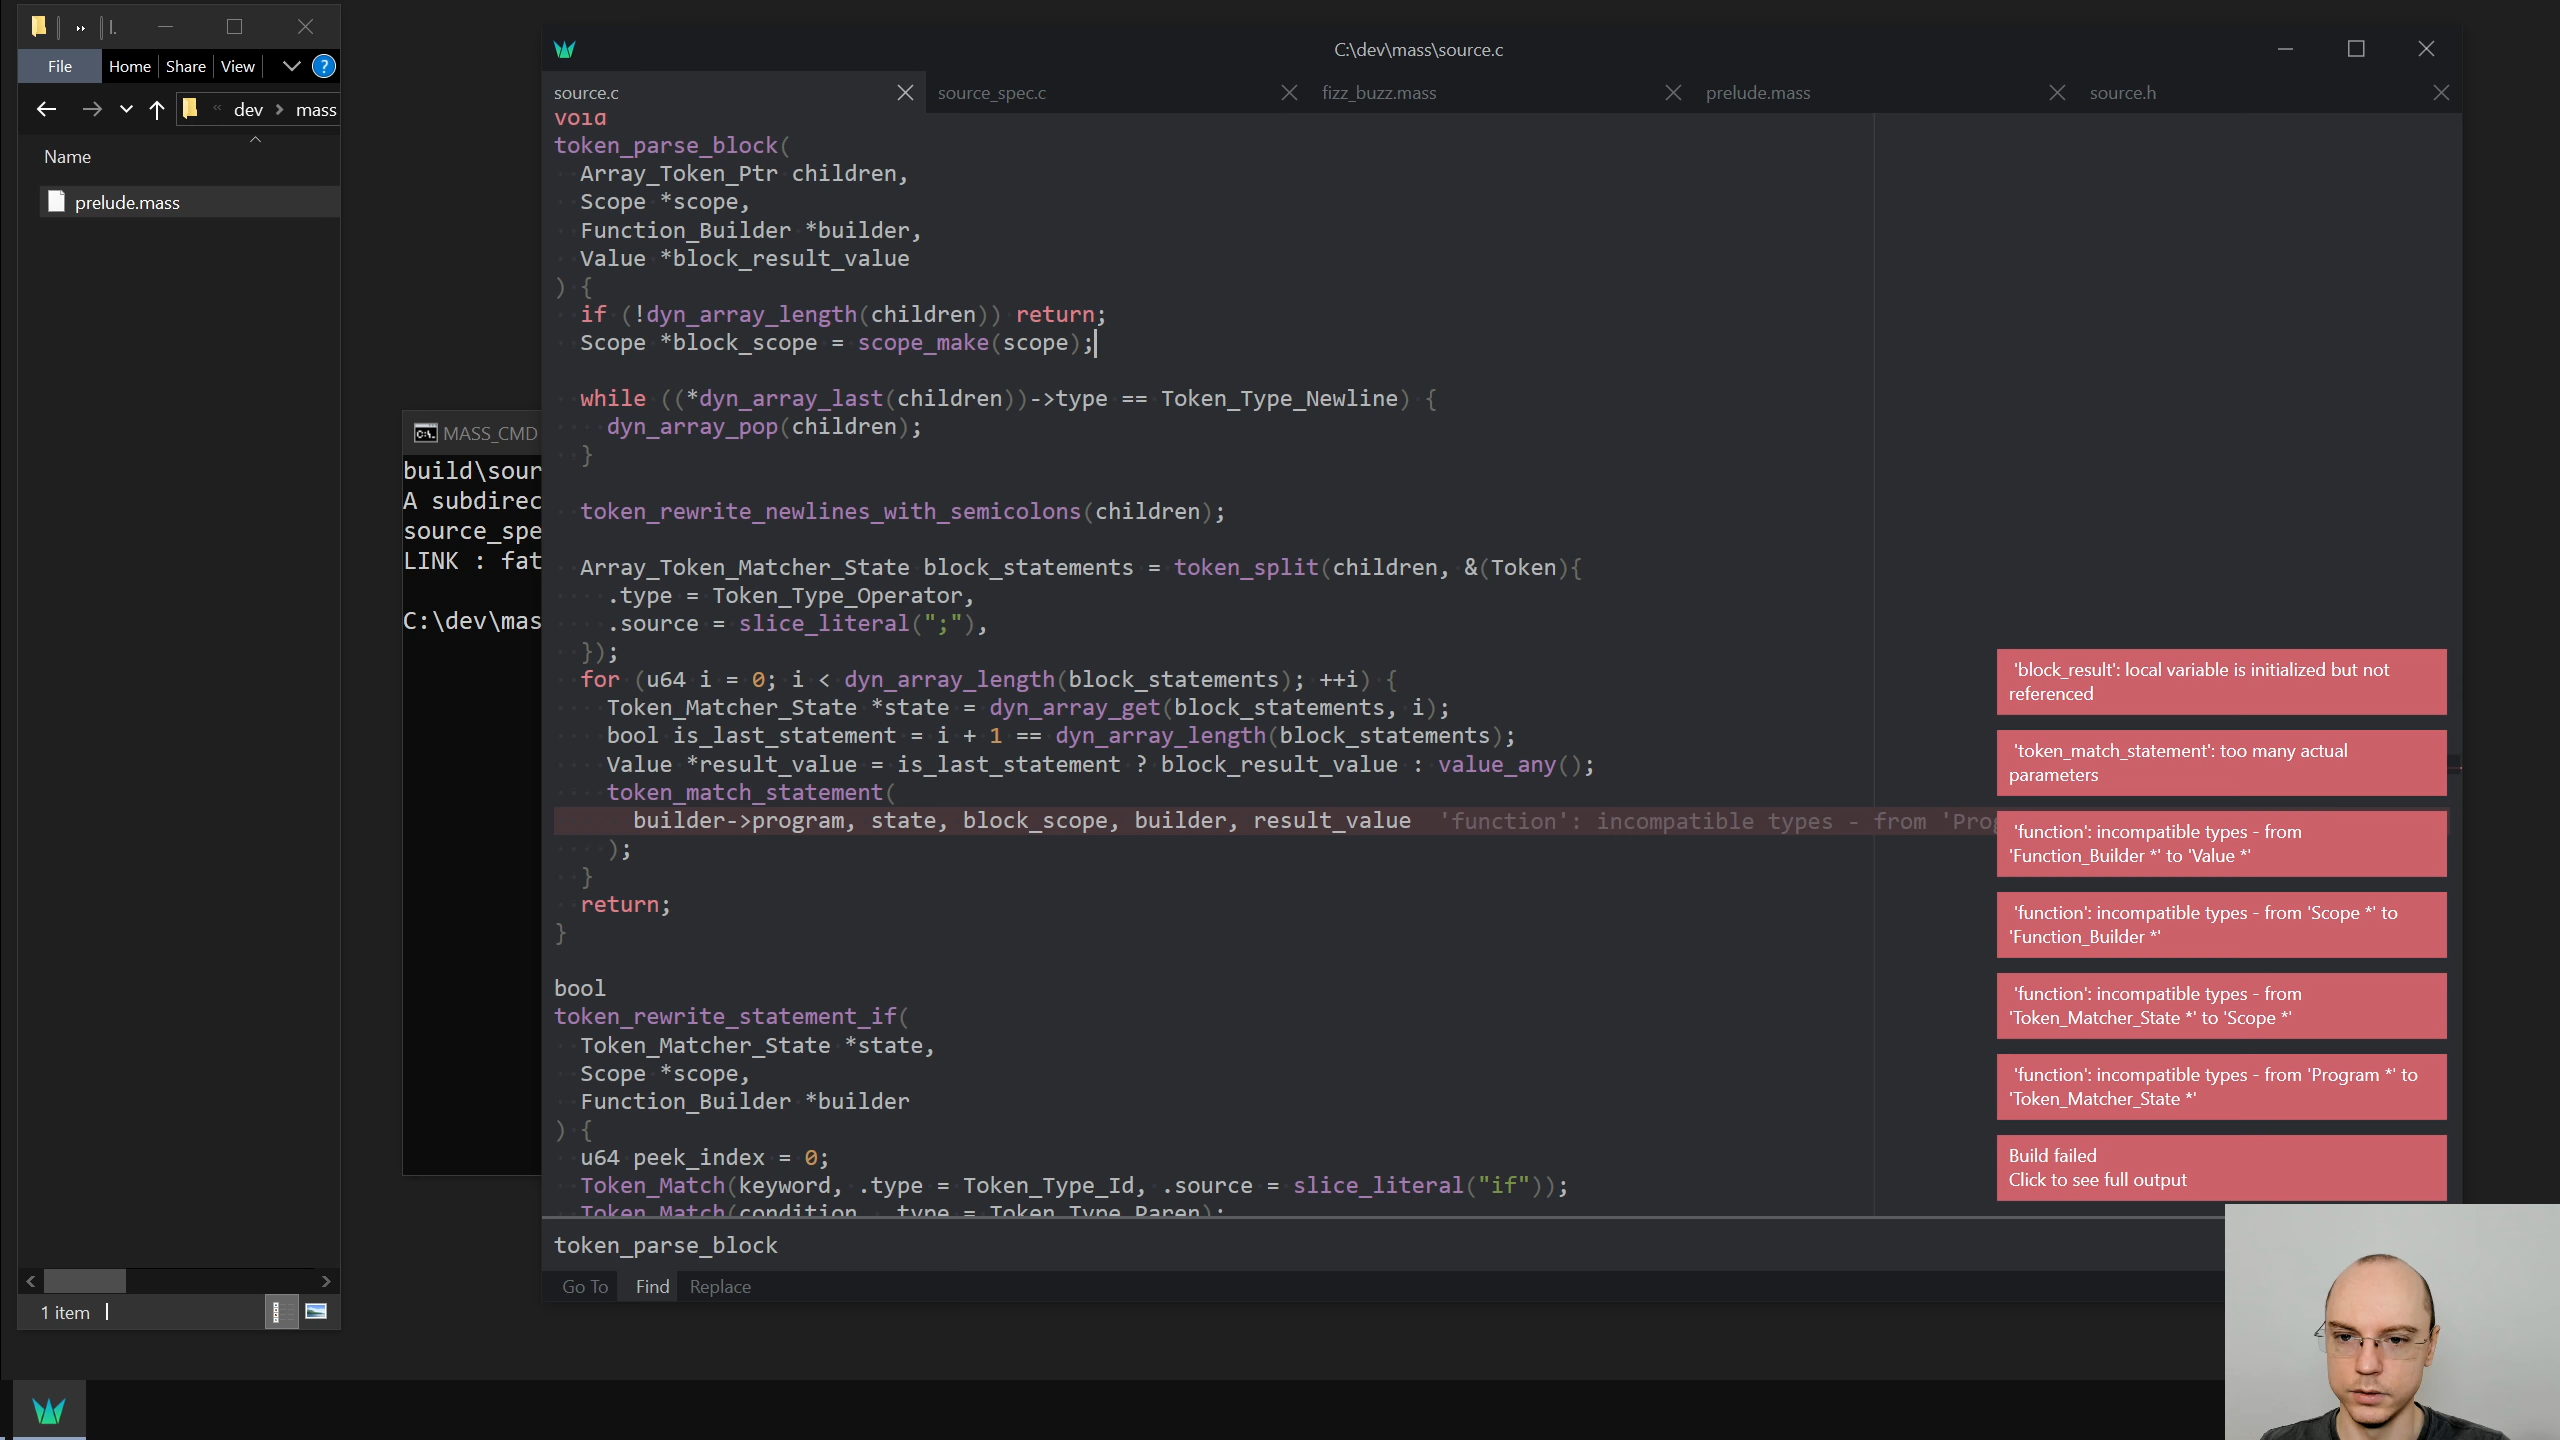 File
Home
Share
View
?
dev
mass
Name
prelude.mass
1 item
MASS_CMD
build\sour
A subdirec
source_spe
LINK : fat
C:\dev\mas
C:\dev\mass\source.c
source.c
source_spec.c
fizz_buzz.mass
prelude.mass
source.h
void
token_parse_block(
Array_Token_Ptr children,
Scope *scope,
Function_Builder *builder,
Value *block_result_value
) {
if (!dyn_array_length(children)) return;
Scope *block_scope = scope_make(scope);
while ((*dyn_array_last(children))->type == Token_Type_Newline) {
dyn_array_pop(children);
}
token_rewrite_newlines_with_semicolons(children);
Array_Token_Matcher_State block_statements = token_split(children, &(Token){
.type = Token_Type_Operator,
.source = slice_literal(";"),
});
for (u64 i = 0; i < dyn_array_length(block_statements); ++i) {
Token_Matcher_State *state = dyn_array_get(block_statements, i);
bool is_last_statement = i + 1 == dyn_array_length(block_statements);
Value *result_value = is_last_statement ? block_result_value : value_any();
token_match_statement(
builder->program, state, block_scope, builder, result_value 'function': incompatible types - from 'Prog
);
}
return;
}
bool
token_rewrite_statement_if(
Token_Matcher_State *state,
Scope *scope,
Function_Builder *builder
) {
u64 peek_index = 0;
Token_Match(keyword, .type = Token_Type_Id, .source = slice_literal("if"));
Token_Match(condition, .type = Token_Type_Paren);
'block_result': local variable is initialized but not
referenced
'token_match_statement': too many actual
parameters
'function': incompatible types - from
'Function_Builder *' to 'Value *'
'function': incompatible types - from 'Scope *' to
'Function_Builder *'
'function': incompatible types - from
'Token_Matcher_State *' to 'Scope *'
'function': incompatible types - from 'Program *' to
'Token_Matcher_State *'
Build failed
Click to see full output
token_parse_block
Go To
Find
Replace